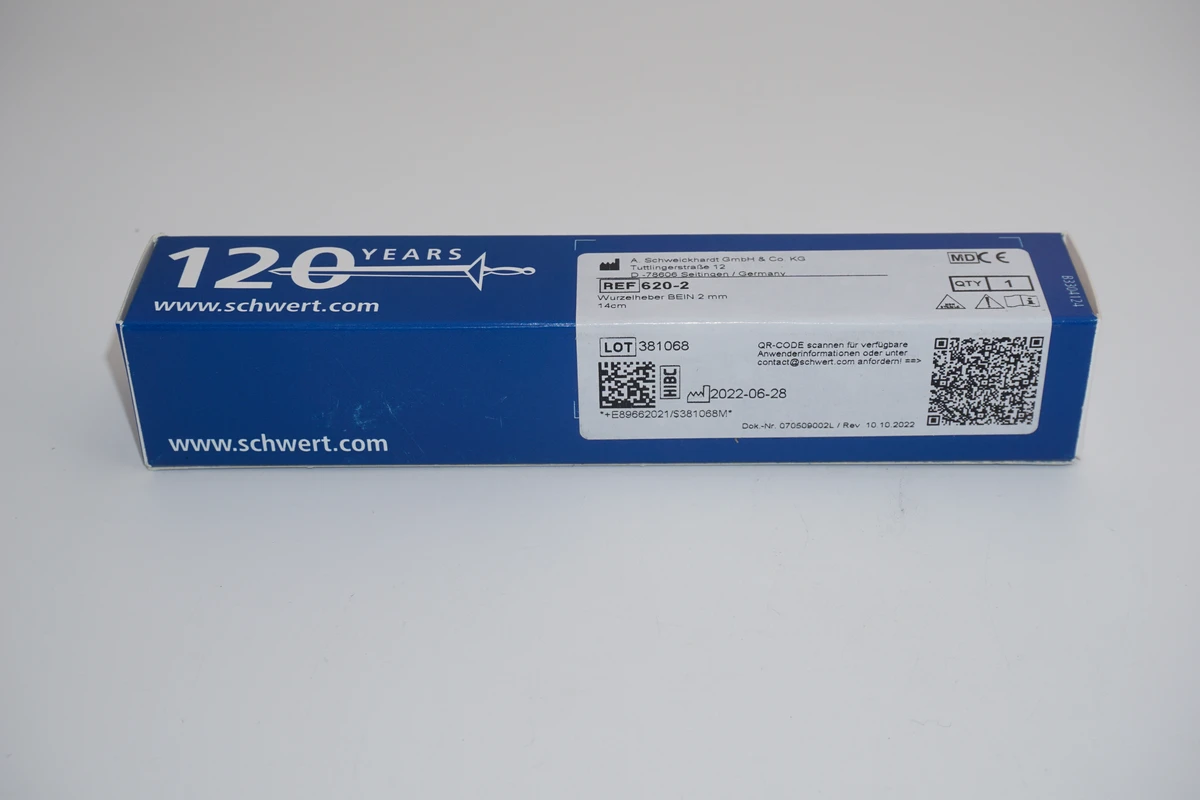 120 YEARS
www.schwert.com
www.schwert.com
A. Schweickhardt GmbH & Co. KG
Tuttlingerstraße 12
D -78606 Seitingen / Germany
MD CE
REF 620-2
QTY 1
Wurzelheber BEIN 2 mm
14cm
LOT 381068
QR-CODE scannen für verfügbare
Anwenderinformationen oder unter
contact@schwert.com anfordern! ==>
HIBC
2022-06-28
*+E89662021/S381068M*
Dok.-Nr. 070509002L / Rev. 10.10.2022